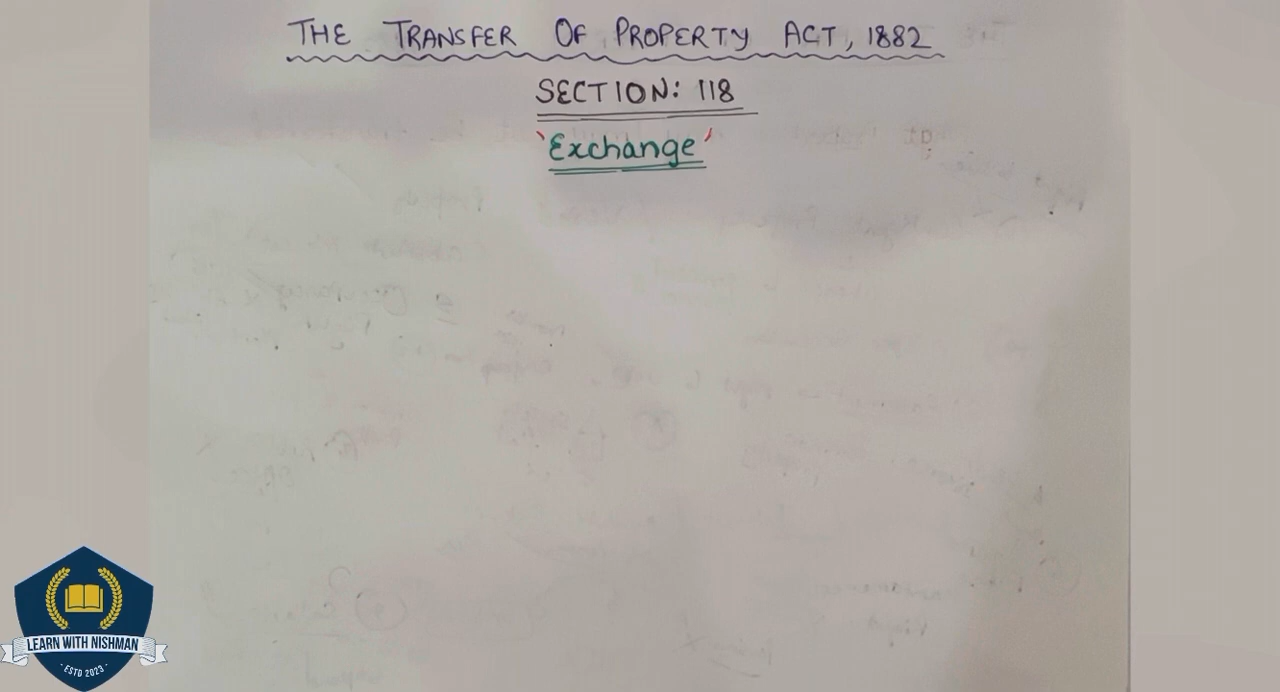 THE TRANSFER OF PROPERTY ACT, 1882
SECTION: 118
'Exchange'
LEARN WITH NISHMAN
· ESTD 2023 ·